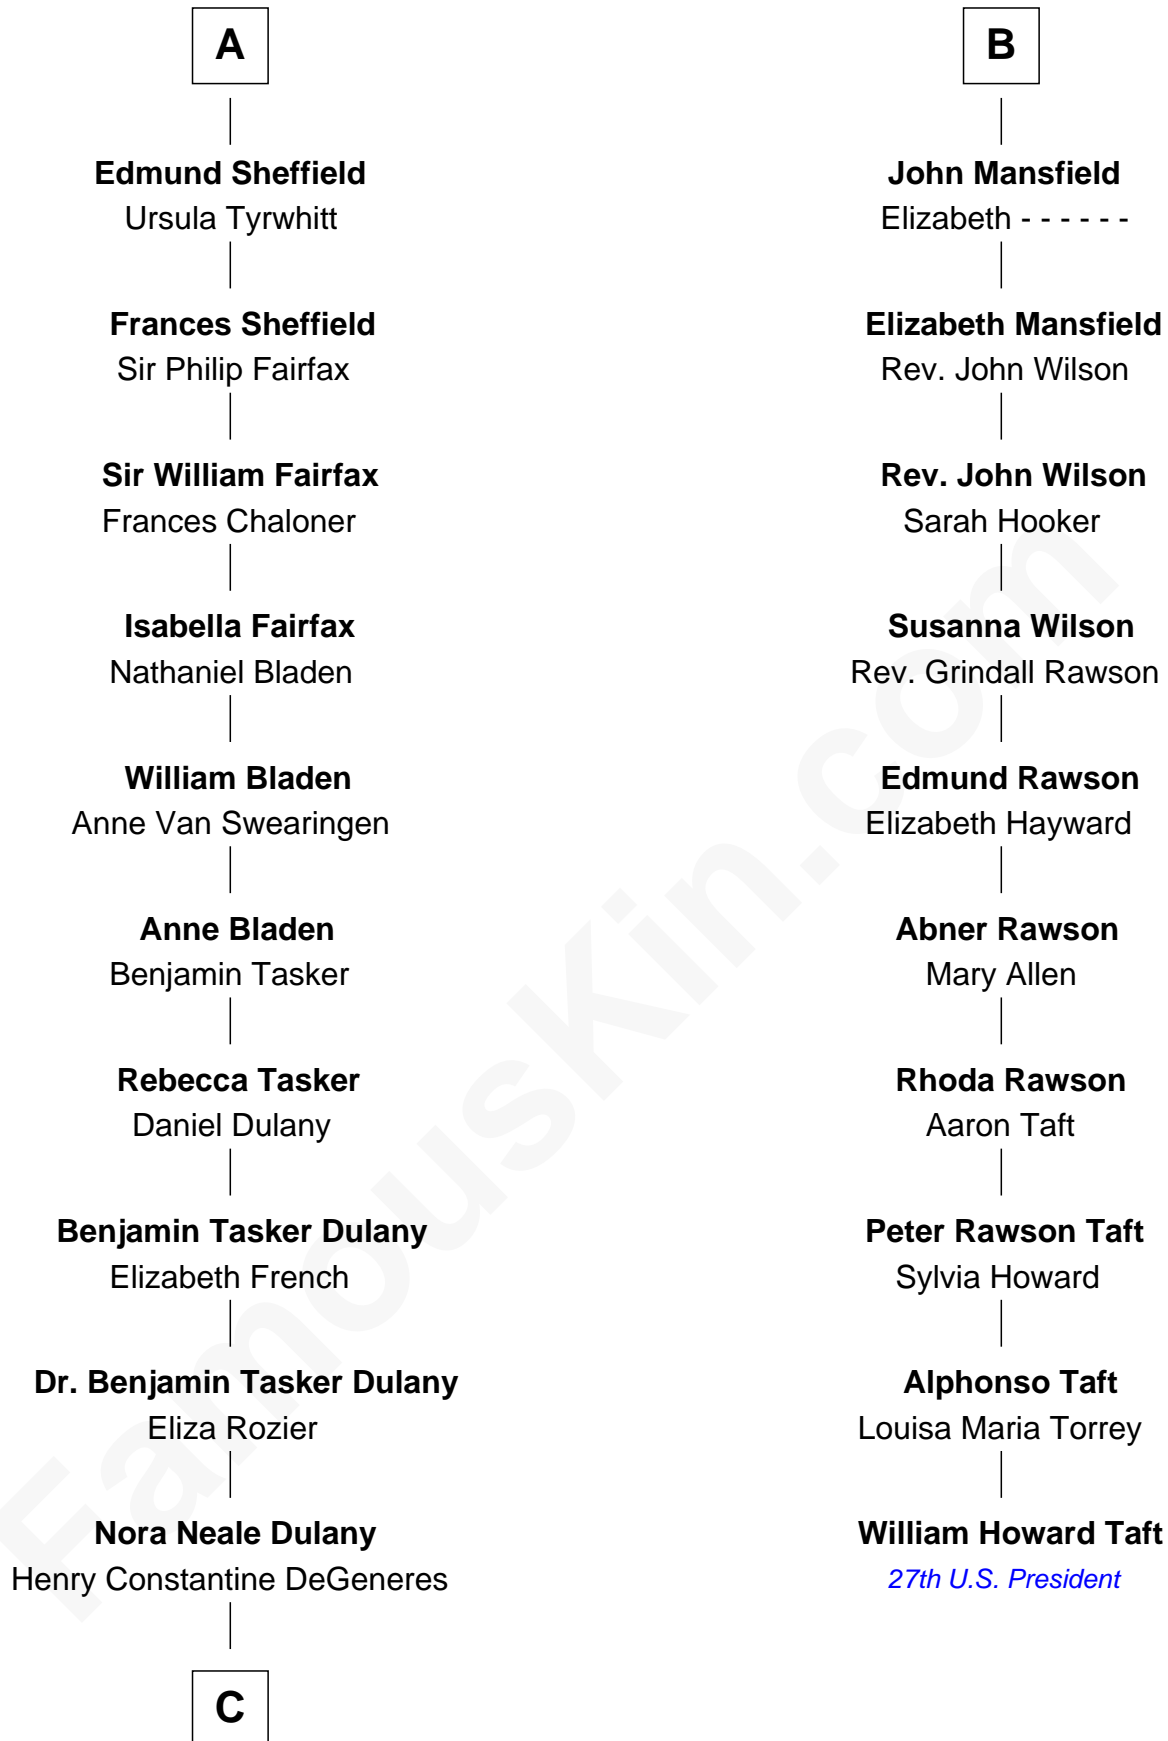 A
Edmund Sheffield
Ursula Tyrwhitt
Frances Sheffield
Sir Philip Fairfax
Sir William Fairfax
Frances Chaloner
Isabella Fairfax
Nathaniel Bladen
William Bladen
Anne Van Swearingen
Anne Bladen
Benjamin Tasker
Rebecca Tasker
Daniel Dulany
Benjamin Tasker Dulany
Elizabeth French
Dr. Benjamin Tasker Dulany
Eliza Rozier
Nora Neale Dulany
Henry Constantine DeGeneres
C
B
John Mansfield
Elizabeth - - - - - -
Elizabeth Mansfield
Rev. John Wilson
Rev. John Wilson
Sarah Hooker
Susanna Wilson
Rev. Grindall Rawson
Edmund Rawson
Elizabeth Hayward
Abner Rawson
Mary Allen
Rhoda Rawson
Aaron Taft
Peter Rawson Taft
Sylvia Howard
Alphonso Taft
Louisa Maria Torrey
William Howard Taft
27th U.S. President
FamousKin.com